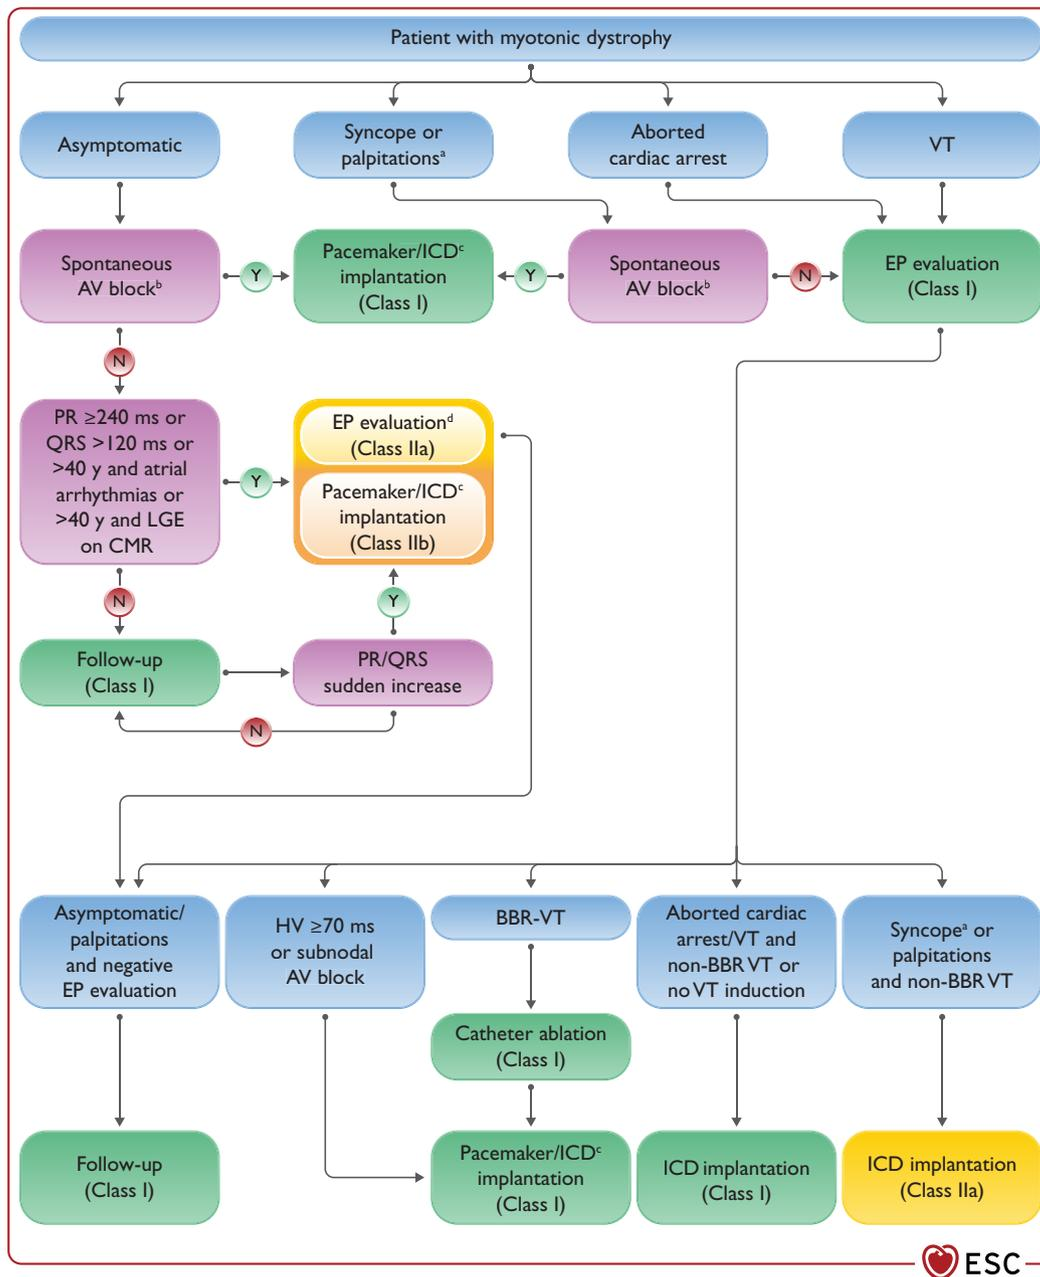 Patient with myotonic dystrophy
Asymptomatic
Syncope or
palpitationsᵃ
Aborted
cardiac arrest
VT
Spontaneous
AV blockᵇ
Y
Pacemaker/ICDᶜ
implantation
(Class I)
Y
Spontaneous
AV blockᵇ
N
EP evaluation
(Class I)
N
PR ≥240 ms or
QRS >120 ms or
>40 y and atrial
arrhythmias or
>40 y and LGE
on CMR
Y
EP evaluationᵈ
(Class IIa)
Pacemaker/ICDᶜ
implantation
(Class IIb)
N
Y
Follow-up
(Class I)
PR/QRS
sudden increase
N
Asymptomatic/
palpitations
and negative
EP evaluation
HV ≥70 ms
or subnodal
AV block
BBR-VT
Aborted cardiac
arrest/VT and
non-BBR VT or
no VT induction
Syncopeᵃ or
palpitations
and non-BBR VT
Catheter ablation
(Class I)
Follow-up
(Class I)
Pacemaker/ICDᶜ
implantation
(Class I)
ICD implantation
(Class I)
ICD implantation
(Class IIa)
ESC